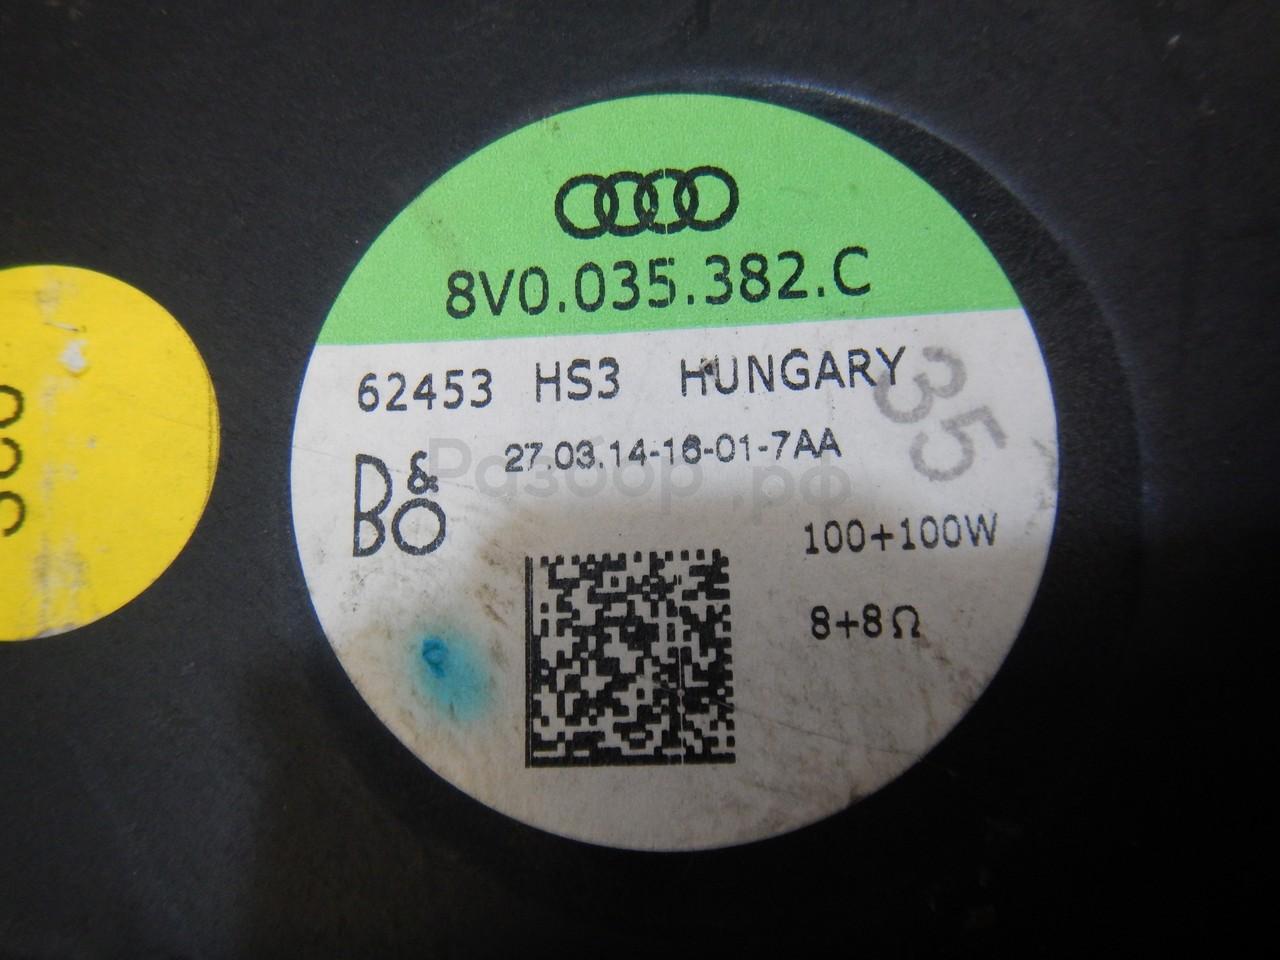 8V0.035.382.C
62453 HS3 HUNGARY
35
B&O
27.03.14-16-01-7AA
Разбор.рф
100+100W
8+8Ω